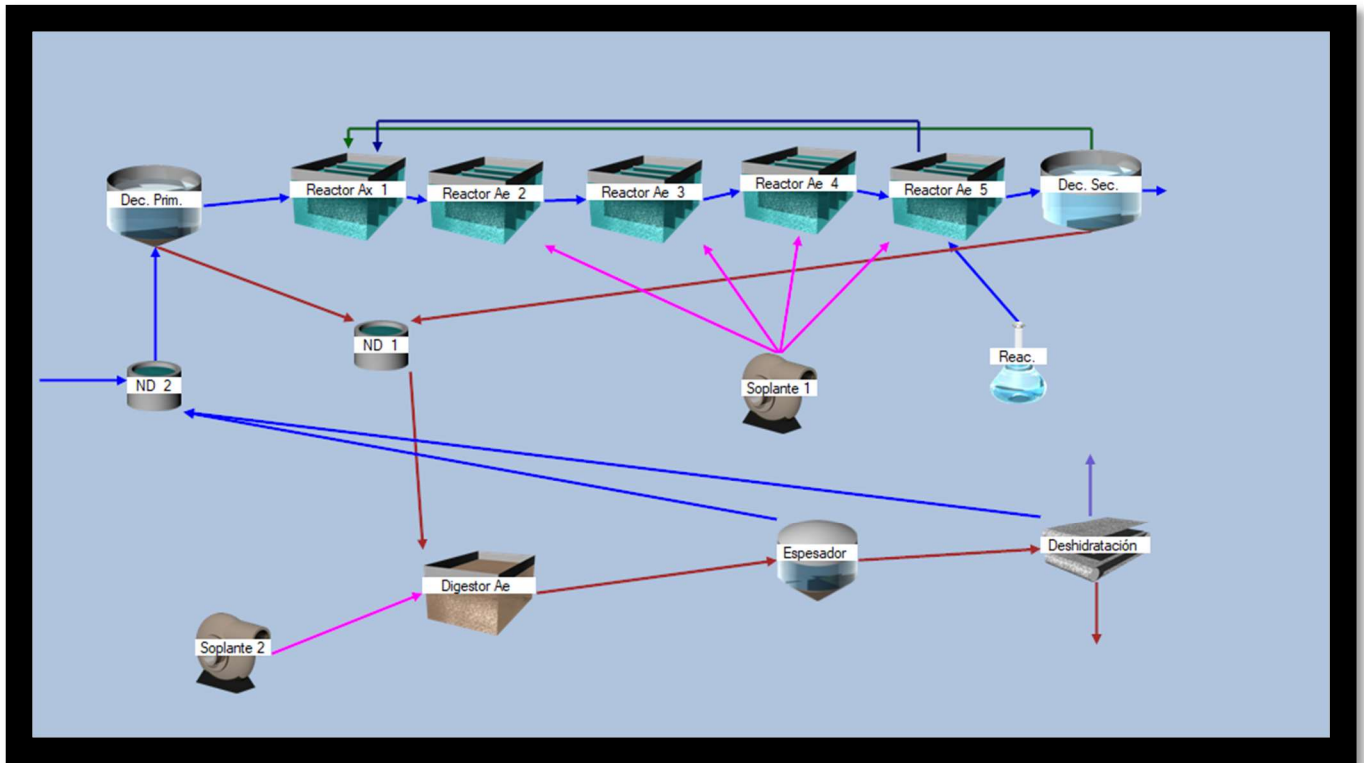 Dec. Prim.
Reactor Ax 1
Reactor Ae 2
Reactor Ae 3
Reactor Ae 4
Reactor Ae 5
Dec. Sec.
ND 1
ND 2
Soplante 1
Reac.
Digestor Ae
Espesador
Deshidratación
Soplante 2